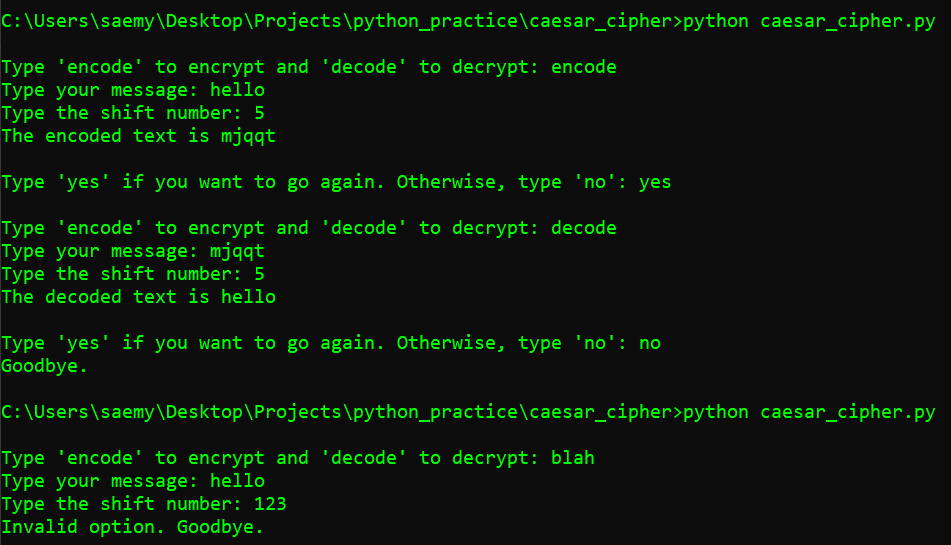 C:\Users\saemy\Desktop\Projects\python_practice\caesar_cipher>python caesar_cipher.py
Type 'encode' to encrypt and 'decode' to decrypt: encode
Type your message: hello
Type the shift number: 5
The encoded text is mjqqt
Type 'yes' if you want to go again. Otherwise, type 'no': yes
Type 'encode' to encrypt and 'decode' to decrypt: decode
Type your message: mjqqt
Type the shift number: 5
The decoded text is hello
Type 'yes' if you want to go again. Otherwise, type 'no': no
Goodbye.
C:\Users\saemy\Desktop\Projects\python_practice\caesar_cipher>python caesar_cipher.py
Type 'encode' to encrypt and 'decode' to decrypt: blah
Type your message: hello
Type the shift number: 123
Invalid option. Goodbye.